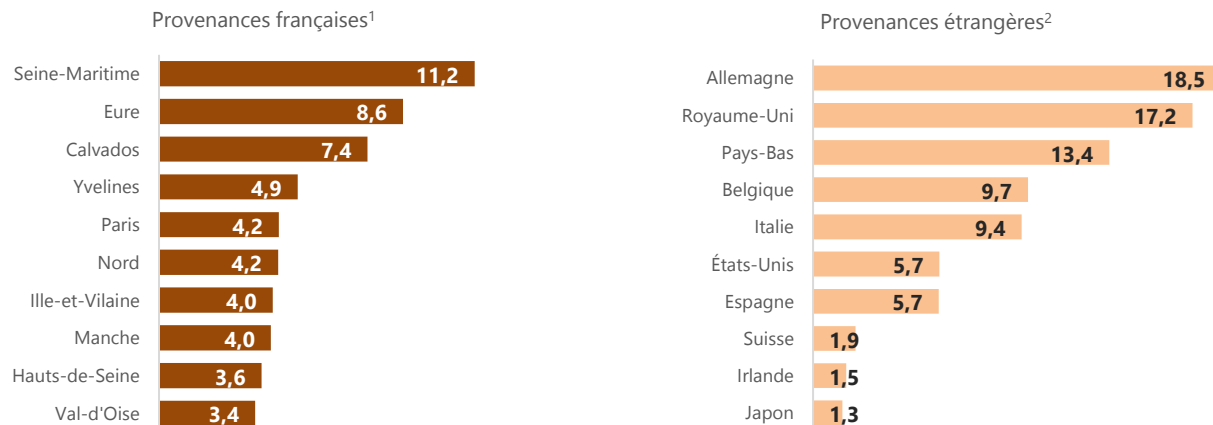 Provenances françaises¹
Seine-Maritime 11,2
Eure 8,6
Calvados 7,4
Yvelines 4,9
Paris 4,2
Nord 4,2
Ille-et-Vilaine 4,0
Manche 4,0
Hauts-de-Seine 3,6
Val-d'Oise 3,4
Provenances étrangères²
Allemagne 18,5
Royaume-Uni 17,2
Pays-Bas 13,4
Belgique 9,7
Italie 9,4
États-Unis 5,7
Espagne 5,7
Suisse 1,9
Irlande 1,5
Japon 1,3